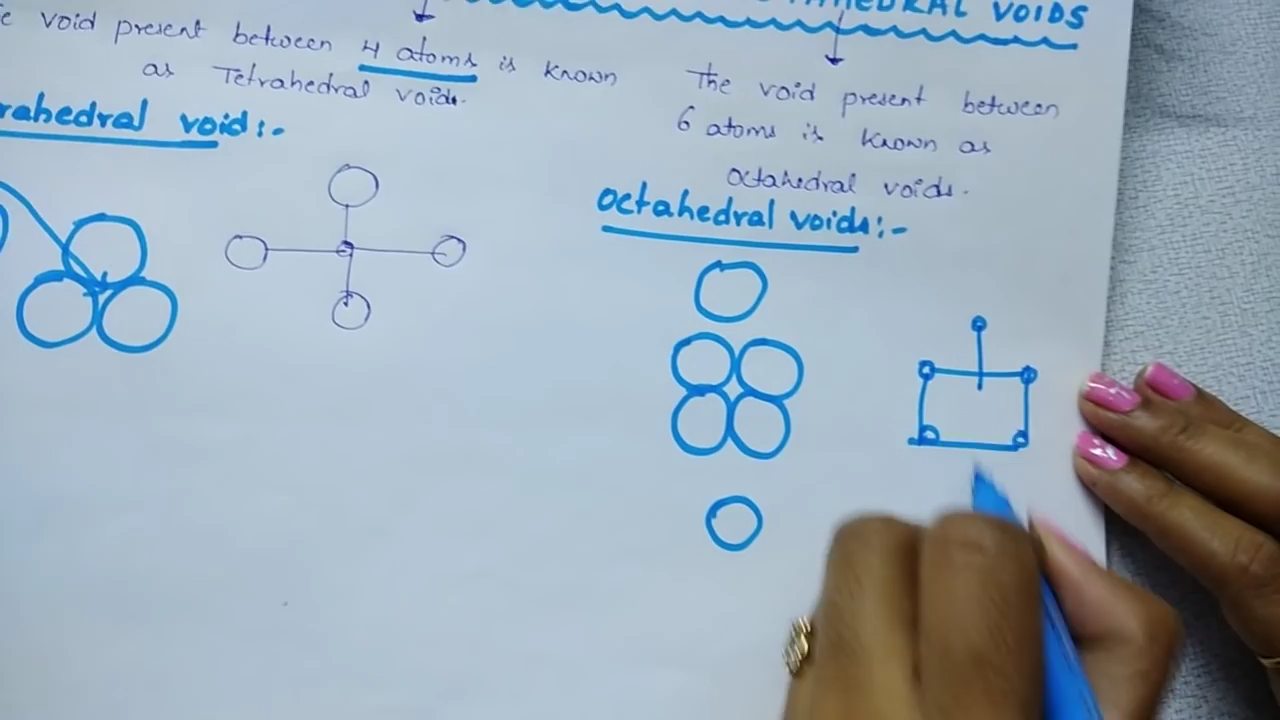 HEDRAL VOIDS
void present between 4 atoms is known
as Tetrahedral voids.
rahedral void:-
The void present between
6 atoms is known as
octahedral voids.
octahedral voids:-